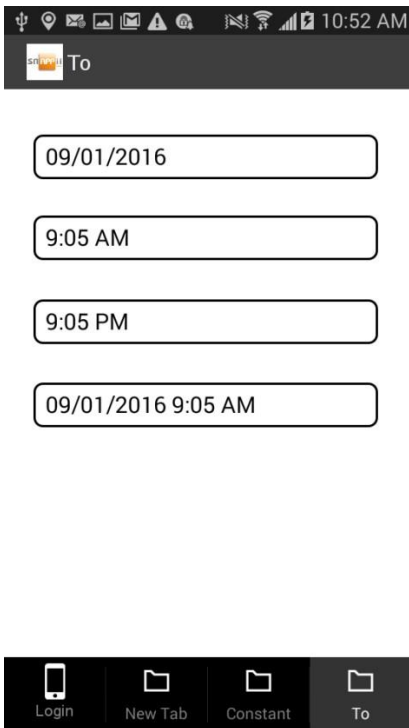 10:52 AM
snappii To
09/01/2016
9:05 AM
9:05 PM
09/01/2016 9:05 AM
Login New Tab Constant To